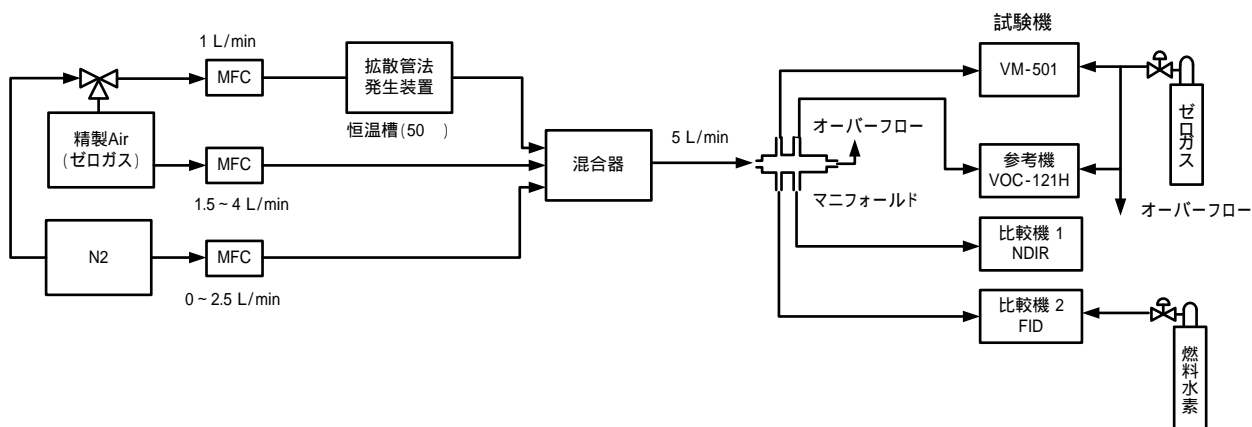 1 L/min
MFC
拡散管法
発生装置
恒温槽(50　)
精製Air
(ゼロガス)
MFC
1.5~4 L/min
N2
MFC
0~2.5 L/min
混合器
5 L/min
オーバーフロー
マニフォールド
試験機
VM-501
参考機
VOC-121H
比較機 1
NDIR
比較機 2
FID
ゼロガス
オーバーフロー
燃料水素